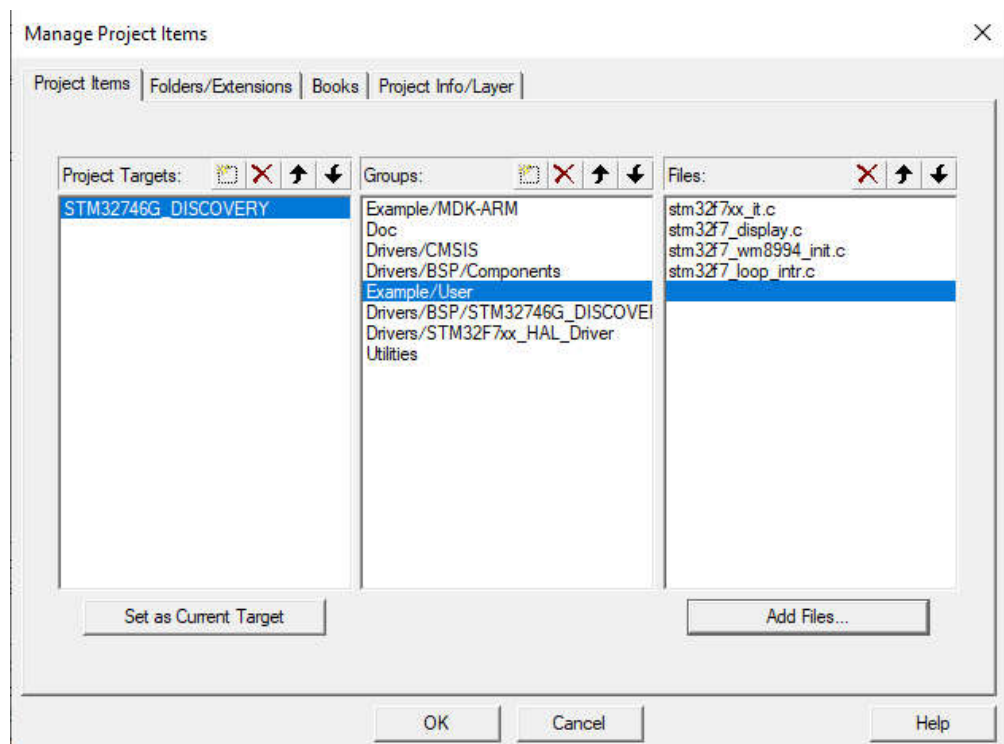 Manage Project Items
Project Items Folders/Extensions Books Project Info/Layer
Project Targets: Groups: Files:
STM32746G_DISCOVERY
Example/MDK-ARM
Doc
Drivers/CMSIS
Drivers/BSP/Components
Example/User
Drivers/BSP/STM32746G_DISCOVE
Drivers/STM32F7xx_HAL_Driver
Utilities
stm32f7xx_it.c
stm32f7_display.c
stm32f7_wm8994_init.c
stm32f7_loop_intr.c
Set as Current Target Add Files...
OK Cancel Help